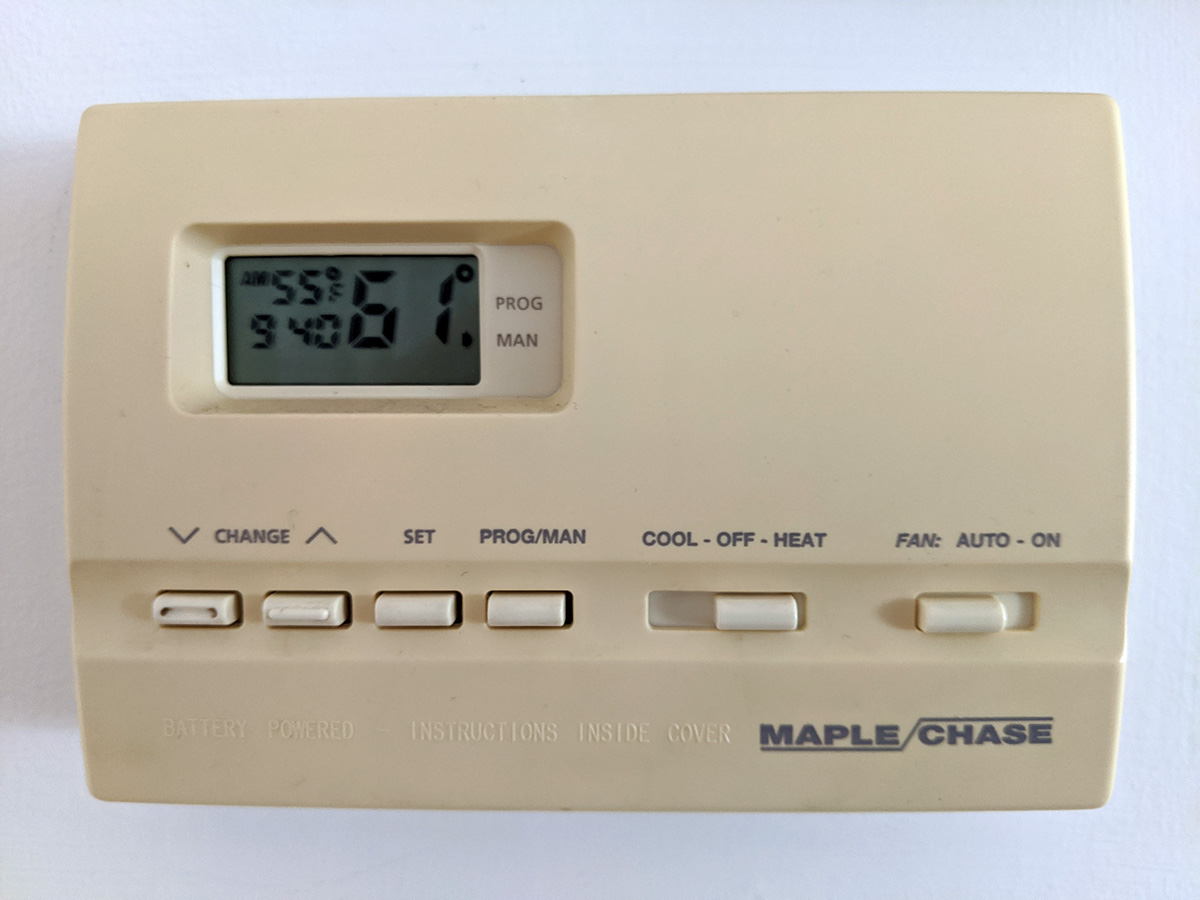 AM 55°F 61°.
9 40
PROG
MAN
CHANGE SET PROG/MAN COOL - OFF - HEAT FAN: AUTO - ON
BATTERY POWERED - INSTRUCTIONS INSIDE COVER MAPLE/CHASE